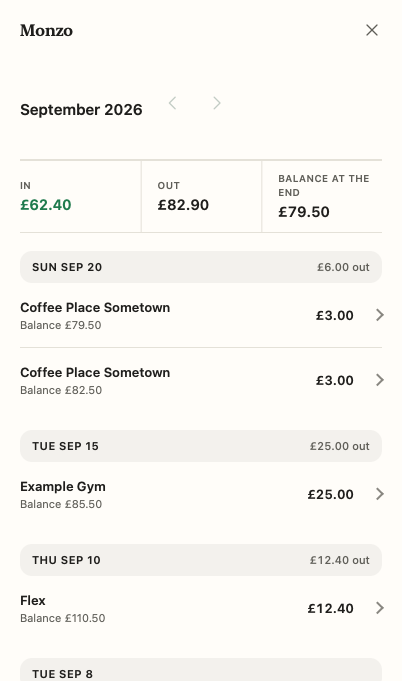 Monzo
September 2026
IN
£62.40
OUT
£82.90
BALANCE AT THE
END
£79.50
SUN SEP 20 £6.00 out
Coffee Place Sometown £3.00
Balance £79.50
Coffee Place Sometown £3.00
Balance £82.50
TUE SEP 15 £25.00 out
Example Gym £25.00
Balance £85.50
THU SEP 10 £12.40 out
Flex £12.40
Balance £110.50
TUE SEP 8